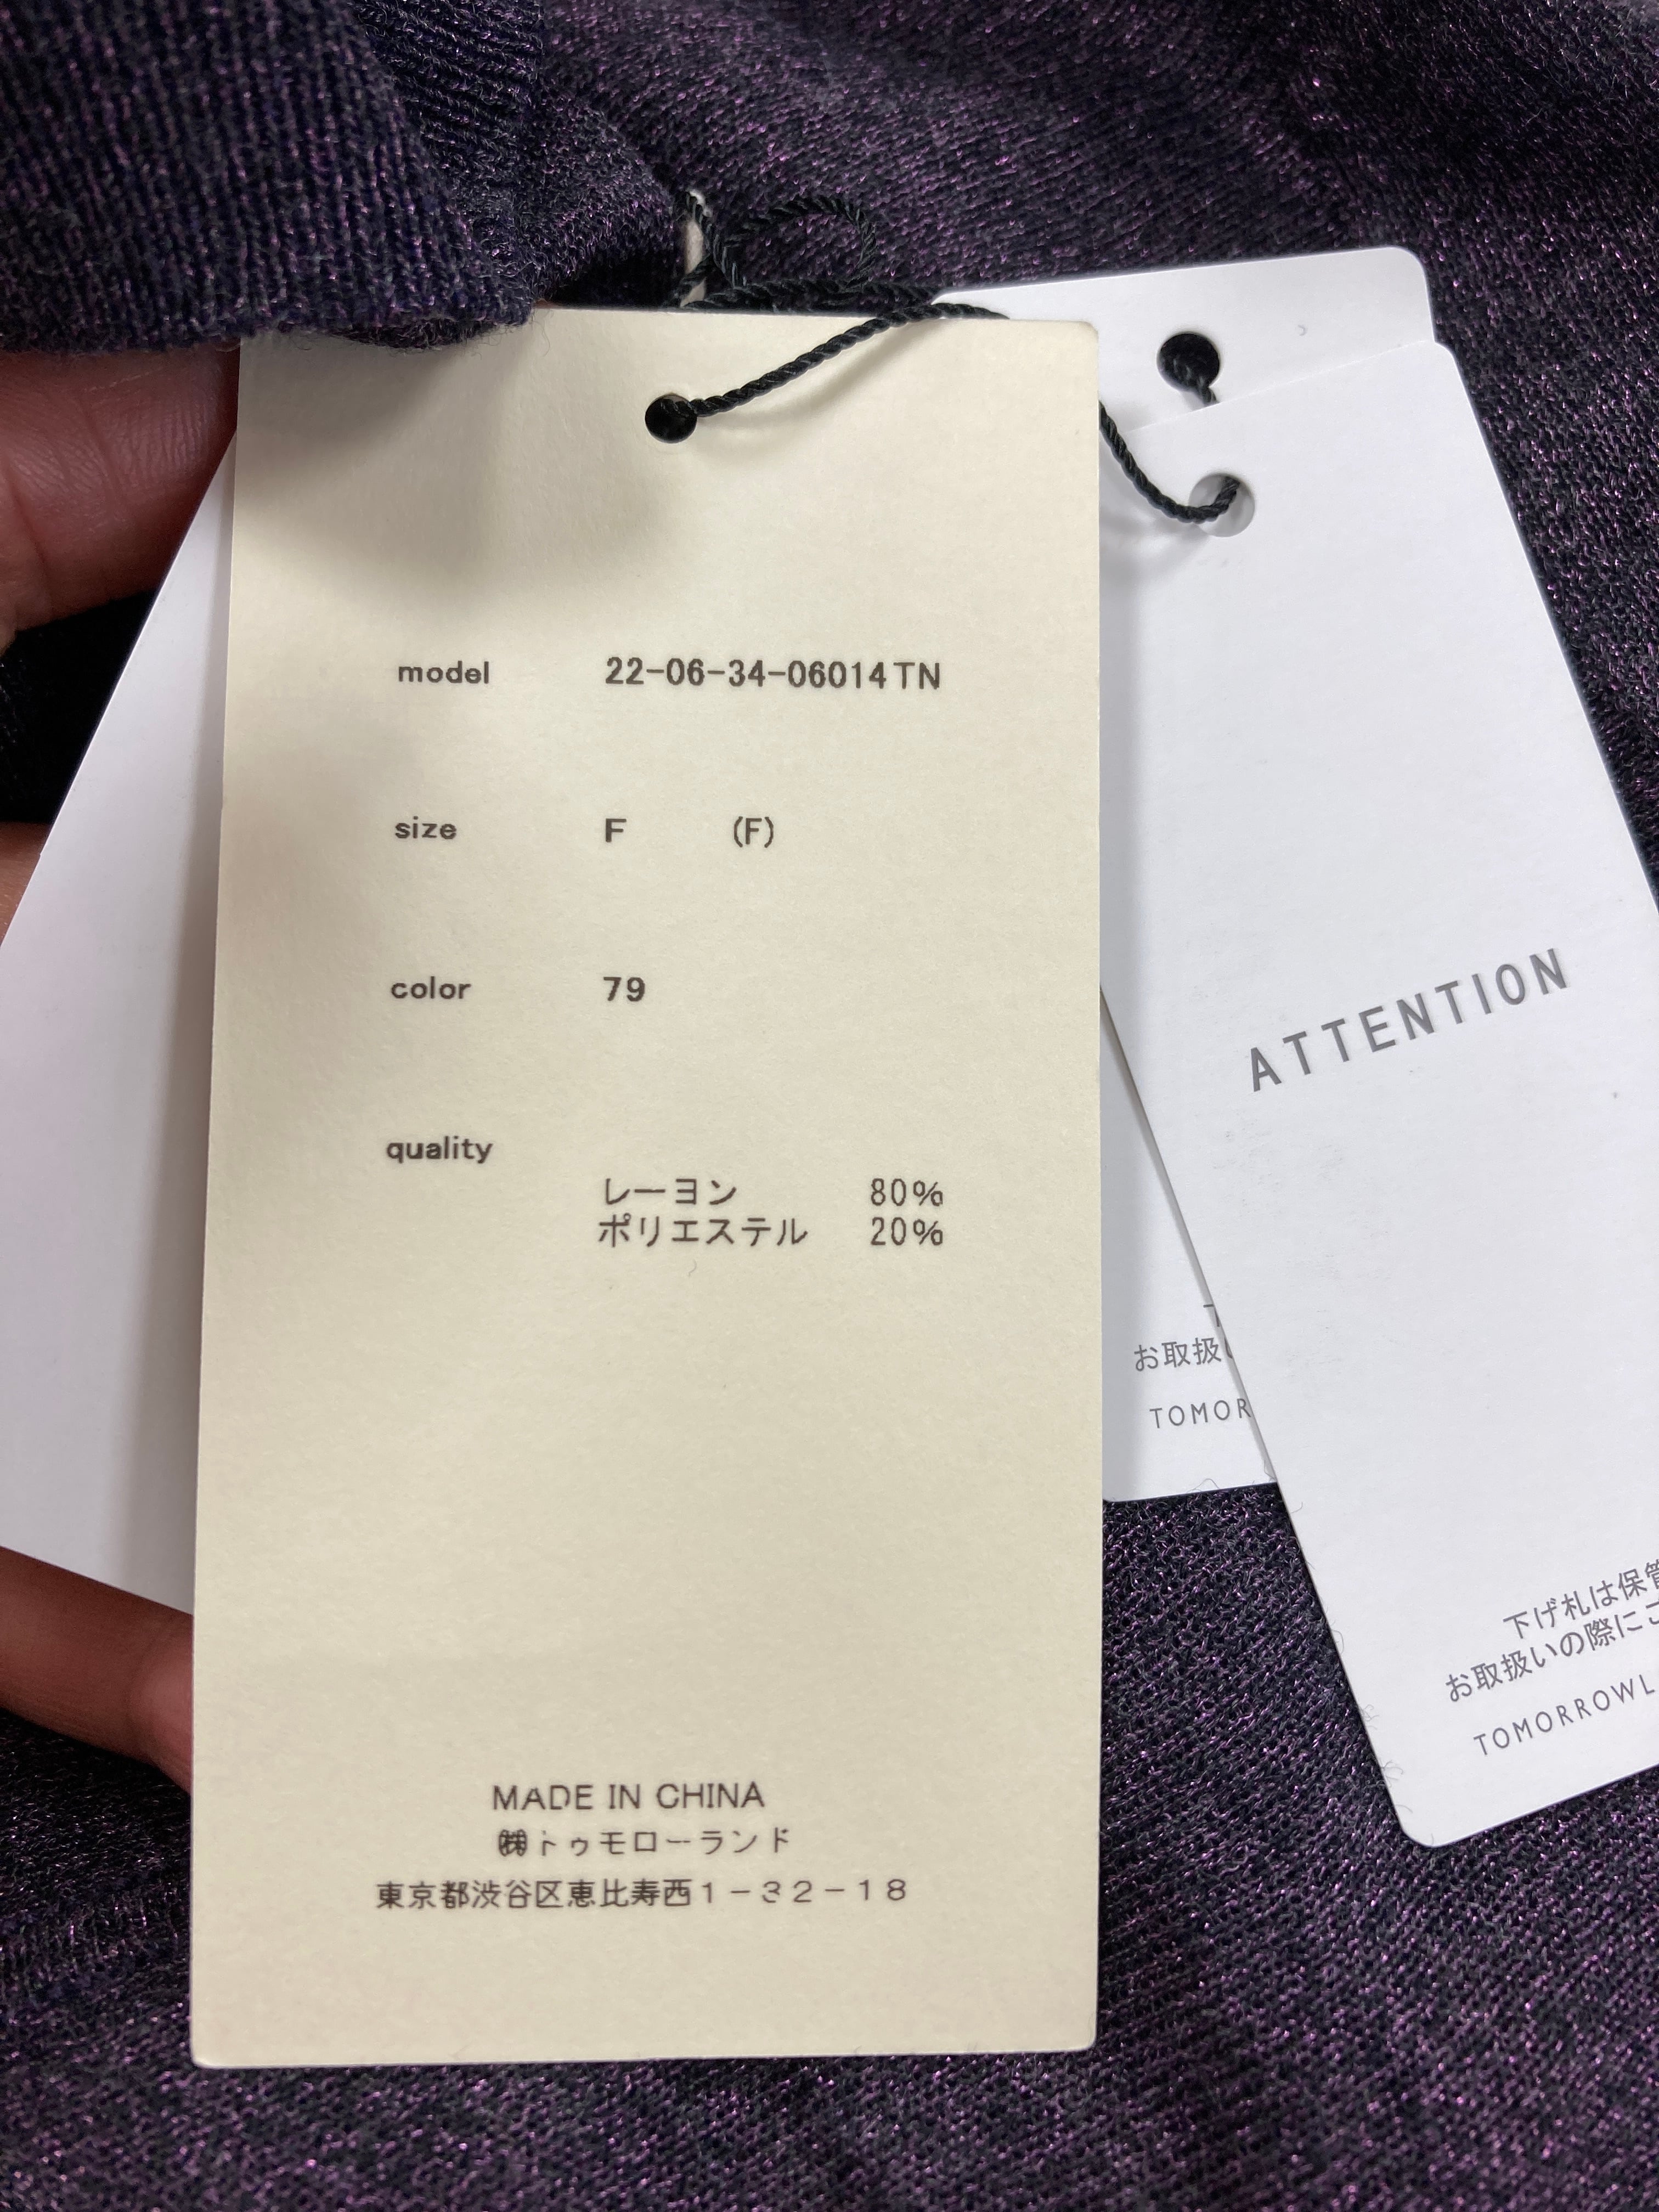 model 22-06-34-06014TN
size F (F)
color 79
quality
レーヨン 80%
ポリエステル 20%
MADE IN CHINA
㈱トゥモローランド
東京都渋谷区恵比寿西1-32-18
お取扱い
TOMOR
ATTENTION
下げ札は保管
お取扱いの際にご
TOMORROWL